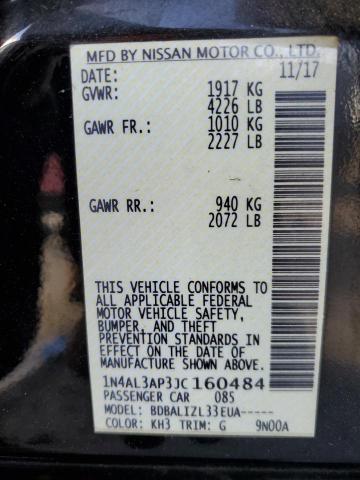 MFD BY NISSAN MOTOR CO., LTD.
DATE: 11/17
GVWR: 1917 KG
4226 LB
GAWR FR.: 1010 KG
2227 LB
GAWR RR.: 940 KG
2072 LB
THIS VEHICLE CONFORMS TO
ALL APPLICABLE FEDERAL
MOTOR VEHICLE SAFETY,
BUMPER, AND THEFT
PREVENTION STANDARDS IN
EFFECT ON THE DATE OF
MANUFACTURE SHOWN ABOVE.
1N4AL3AP3JC160484
PASSENGER CAR 085
MODEL: BDBALIZL33EUA-----
COLOR: KH3 TRIM: G 9N00A